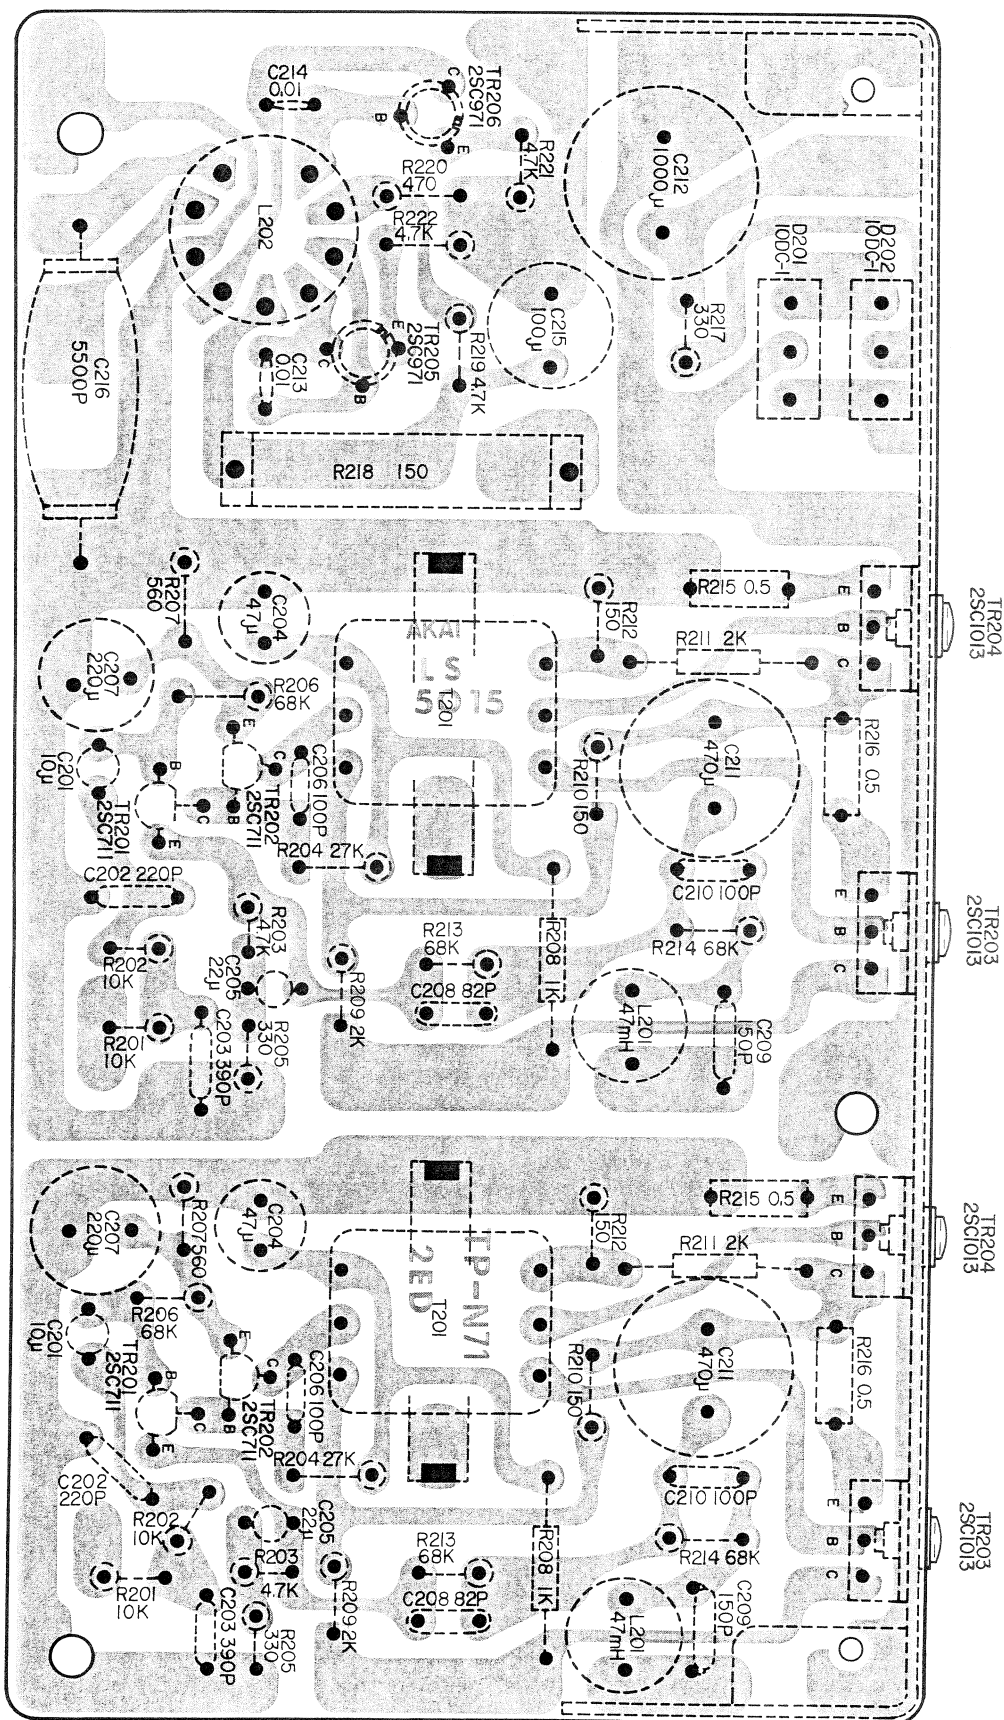 C214
0.01
TR206
2SC971
C
B
E
R221
4.7K
R220
470
R222
4.7K
C212
1000μ
D202
10DC-1
D201
10DC-1
L202
C215
100μ
R217
330
R219 4.7K
TR205
2SC971
E
C
B
C213
0.01
C216
5500P
R218 150
TR204
2SC1013
E
B
C
R215 0.5
R212
150
R211 2K
R207
560
C204
47μ
AKAI
LS
5015
T201
C207
220μ
R206
68K
E
C
B
C201
10μ
B
C
E
TR201
2SC711
TR202
2SC711
C206 100P
R210 150
C211
470μ
R216 0.5
R204 27K
C202 220P
C210 100P
TR203
2SC1013
E
B
C
R203
4.7K
R202
10K
C205
22μ
R213
68K
R208 1K
R214 68K
C208 82P
R209 2K
L201
47mH
C209
150P
R201
10K
C203 390P
R205
330
TR204
2SC1013
E
B
C
R215 0.5
R212
150
R211 2K
C207
220μ
R207 560
C204
47μ
TP-N71
2ED
T201
R206
68K
C201
10μ
E
C
B
TR201
2SC711
B
C
E
TR202
2SC711
C206 100P
R210 150
C211
470μ
R216 0.5
R204 27K
C202
220P
C210 100P
TR203
2SC1013
E
B
C
R202
10K
C205
22μ
R203
4.7K
R213
68K
R208 1K
R214 68K
C208 82P
R209 2K
R201
10K
C203 390P
R205
330
L201
47mH
C209
150P